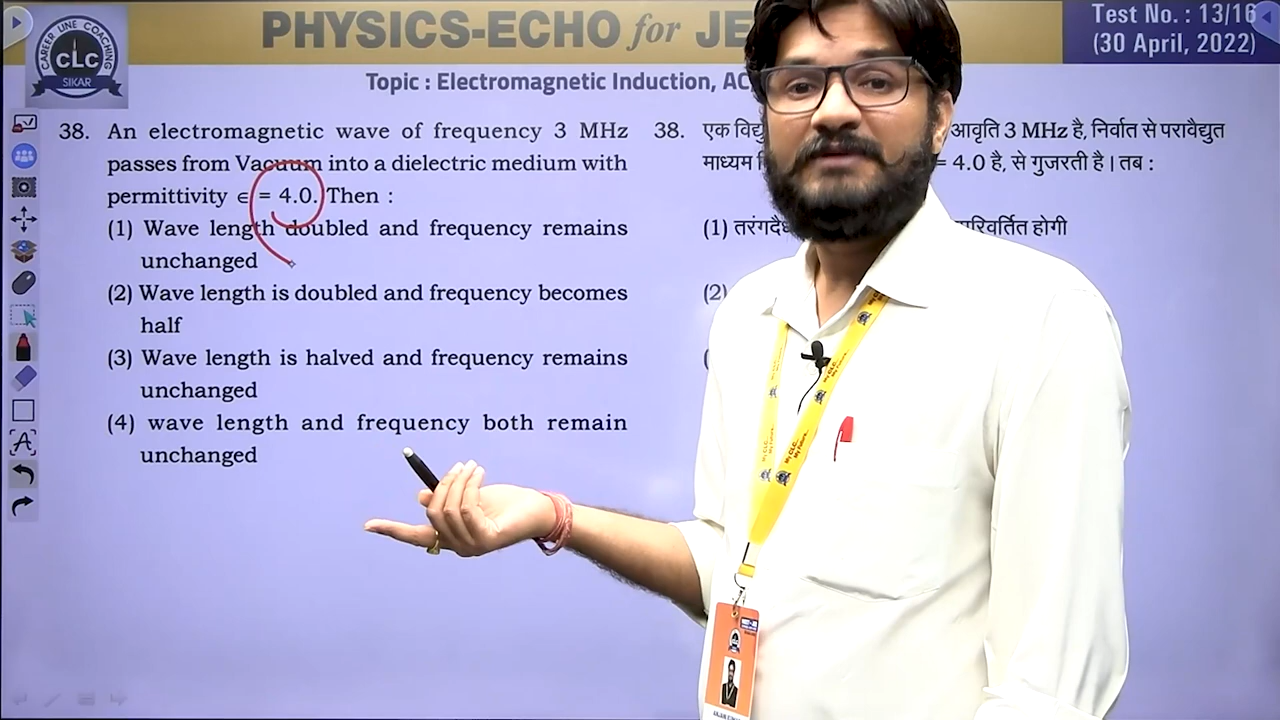 PHYSICS-ECHO for JE
Test No. : 13/16
(30 April, 2022)
CAREER LINE COACHING
CLC
SIKAR
Topic : Electromagnetic Induction, AC,
38. An electromagnetic wave of frequency 3 MHz
passes from Vacuum into a dielectric medium with
permittivity ∈ = 4.0. Then :
(1) Wave length doubled and frequency remains
unchanged
(2) Wave length is doubled and frequency becomes
half
(3) Wave length is halved and frequency remains
unchanged
(4) wave length and frequency both remain
unchanged
38. एक आवृति 3 MHz है, निर्वात से परावैद्युत
माध्यम = 4.0 है, से गुजरती है। तब :
(1) होगी
(2)
A